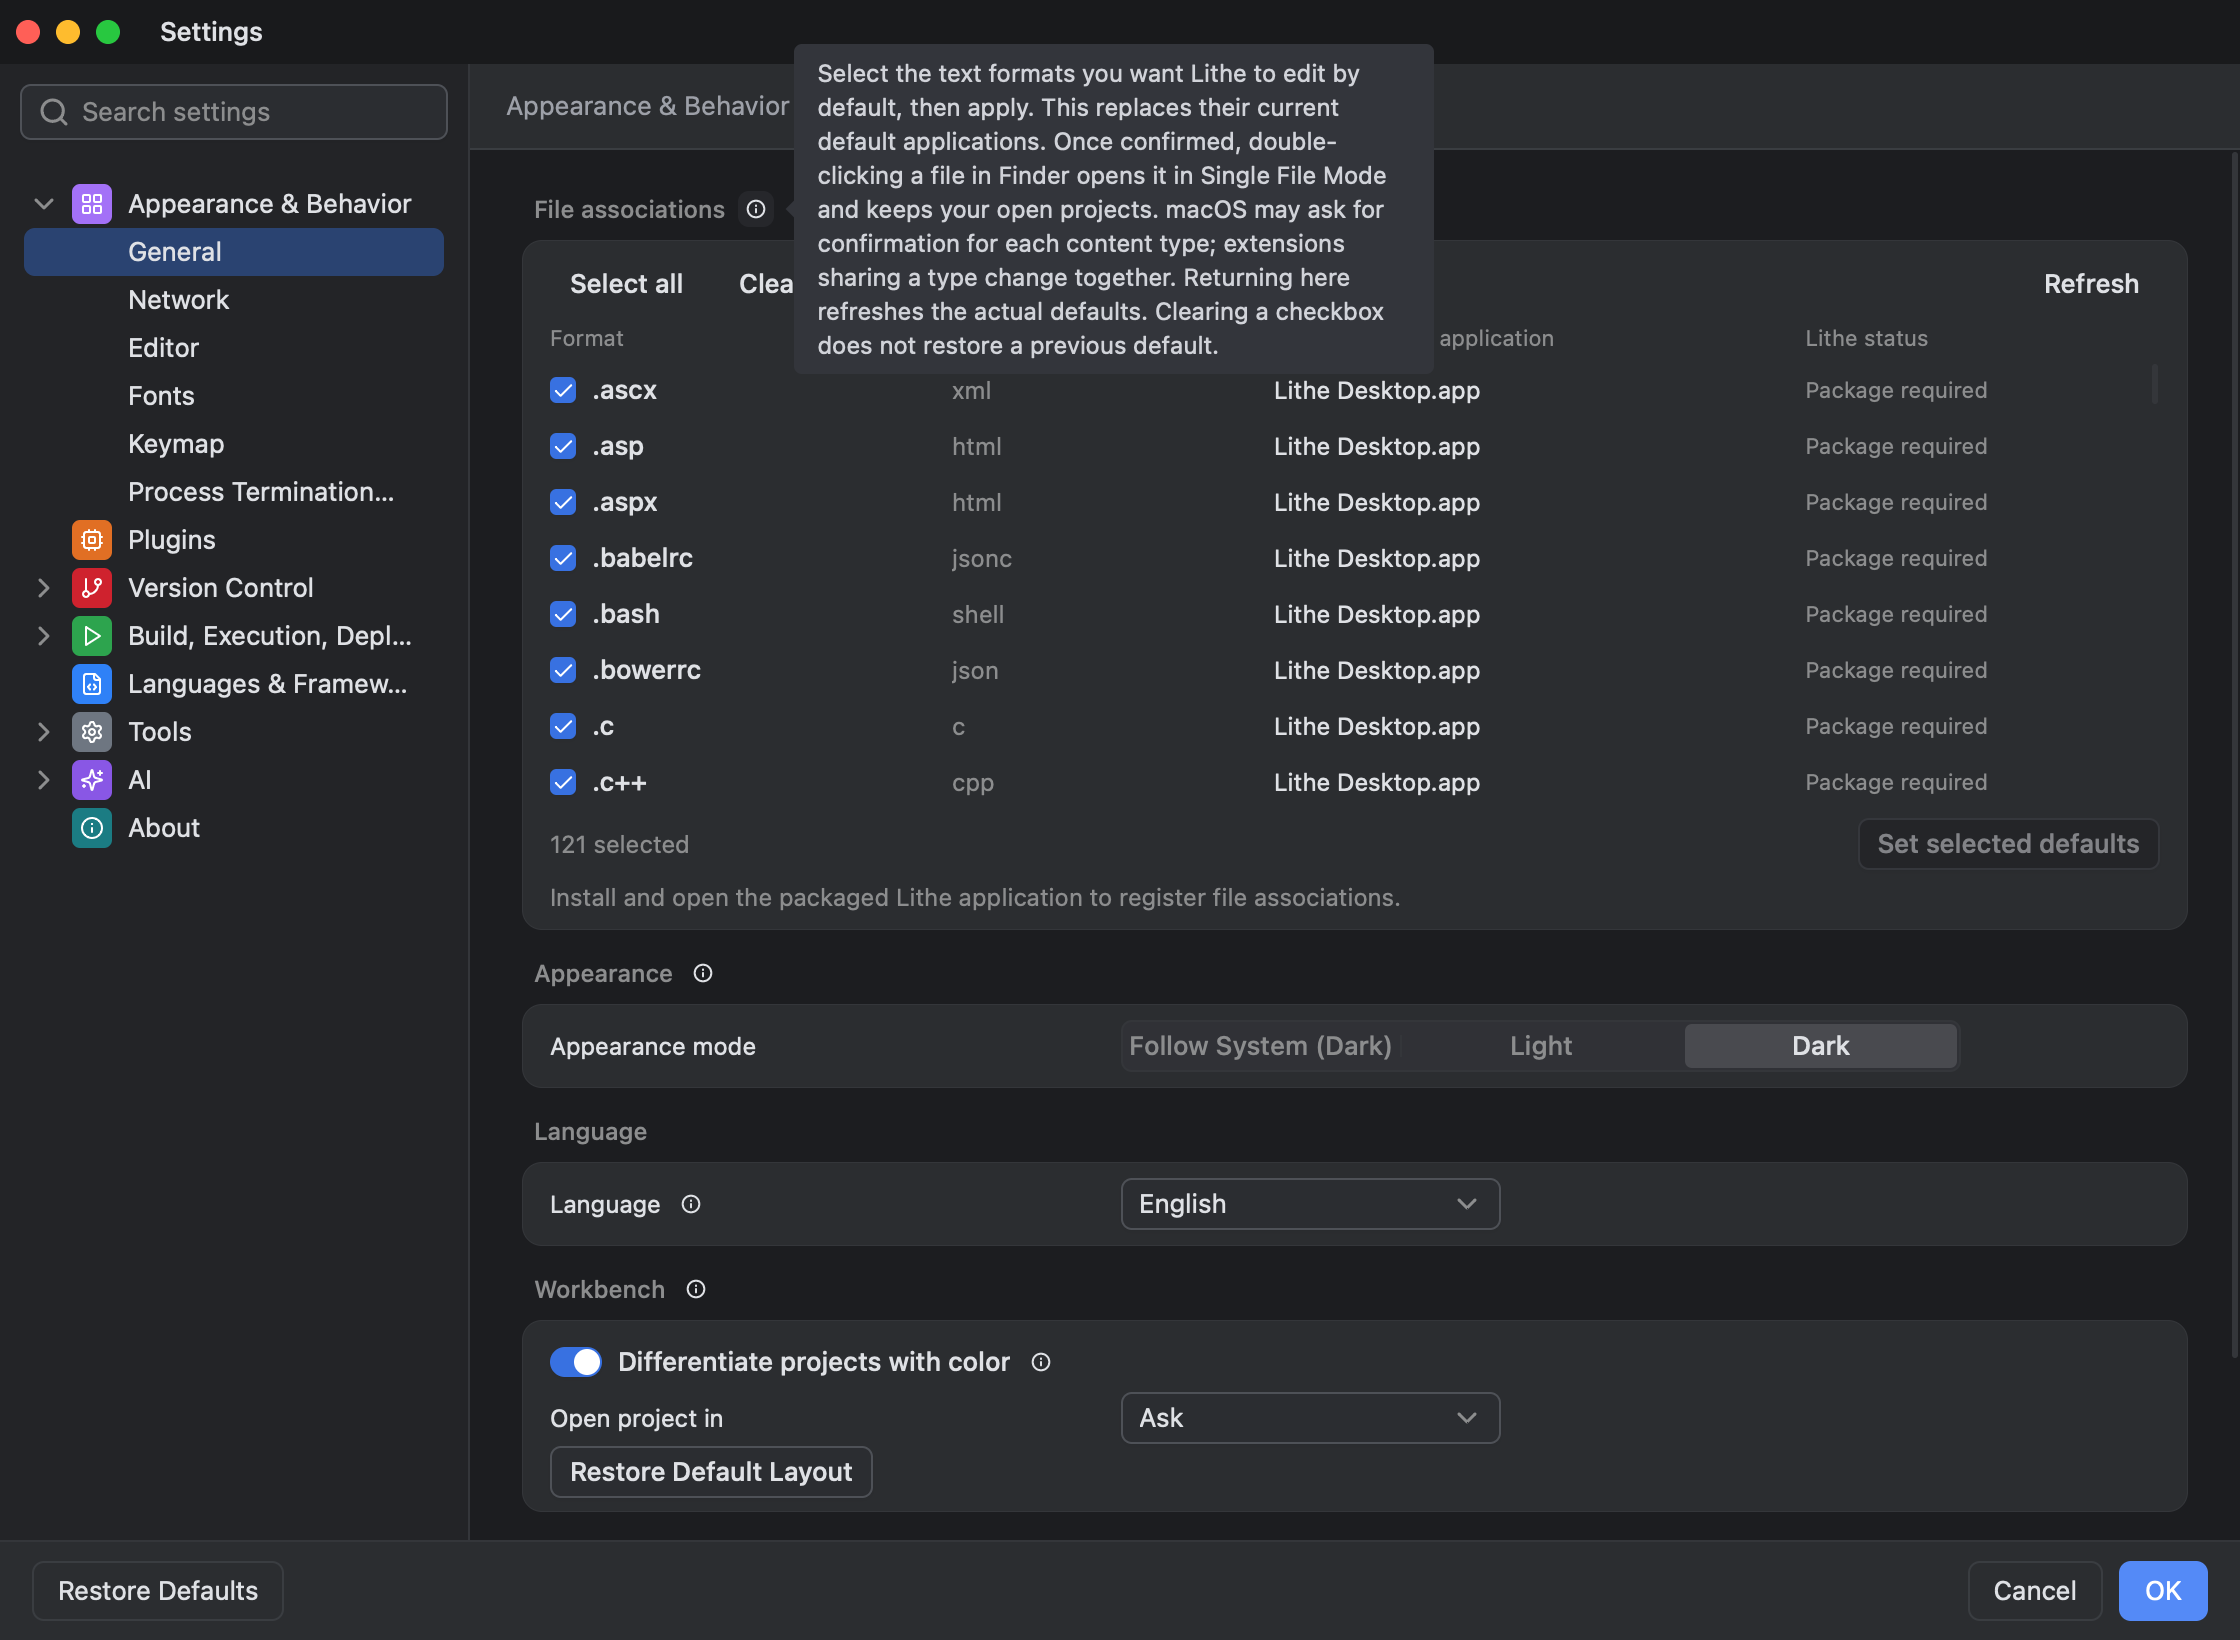 Settings
Search settings
Appearance & Behavior
General
Network
Editor
Fonts
Keymap
Process Termination...
Plugins
Version Control
Build, Execution, Depl...
Languages & Framew...
Tools
AI
About
Appearance & Behavior
Select the text formats you want Lithe to edit by
default, then apply. This replaces their current
default applications. Once confirmed, double-
clicking a file in Finder opens it in Single File Mode
and keeps your open projects. macOS may ask for
confirmation for each content type; extensions
sharing a type change together. Returning here
refreshes the actual defaults. Clearing a checkbox
does not restore a previous default.
File associations
Select all Clea Refresh
Format application Lithe status
.ascx xml Lithe Desktop.app Package required
.asp html Lithe Desktop.app Package required
.aspx html Lithe Desktop.app Package required
.babelrc jsonc Lithe Desktop.app Package required
.bash shell Lithe Desktop.app Package required
.bowerrc json Lithe Desktop.app Package required
.c c Lithe Desktop.app Package required
.c++ cpp Lithe Desktop.app Package required
121 selected Set selected defaults
Install and open the packaged Lithe application to register file associations.
Appearance
Appearance mode Follow System (Dark) Light Dark
Language
Language English
Workbench
Differentiate projects with color
Open project in Ask
Restore Default Layout
Restore Defaults Cancel OK